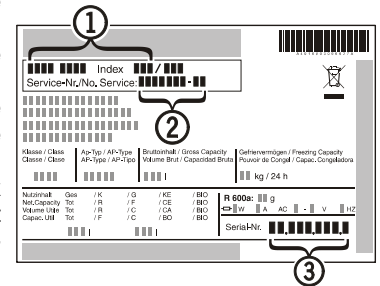 1
Index /
Service-Nr./No. Service: -
2
Klasse / Class
Classe / Clase
Ap-Typ / AP-Type
AP-Type / AP-Tipo
Bruttoinhalt / Gross Capacity
Volume Brut / Capacidad Bruta
l
Gefriervermögen / Freezing Capacity
Pouvoir de Congel / Capac. Congeladora
kg / 24 h
Nutzinhalt Ges / K / G / KE / BIO
Net.Capacity Tot / R / F / CE / BIO
Volume Utile Tot / R / C / CA / BIO
Capac. Util Tot / F / C / BO / BIO
l l
R 600a: g
W A AC - V HZ
Serial-Nr.
3